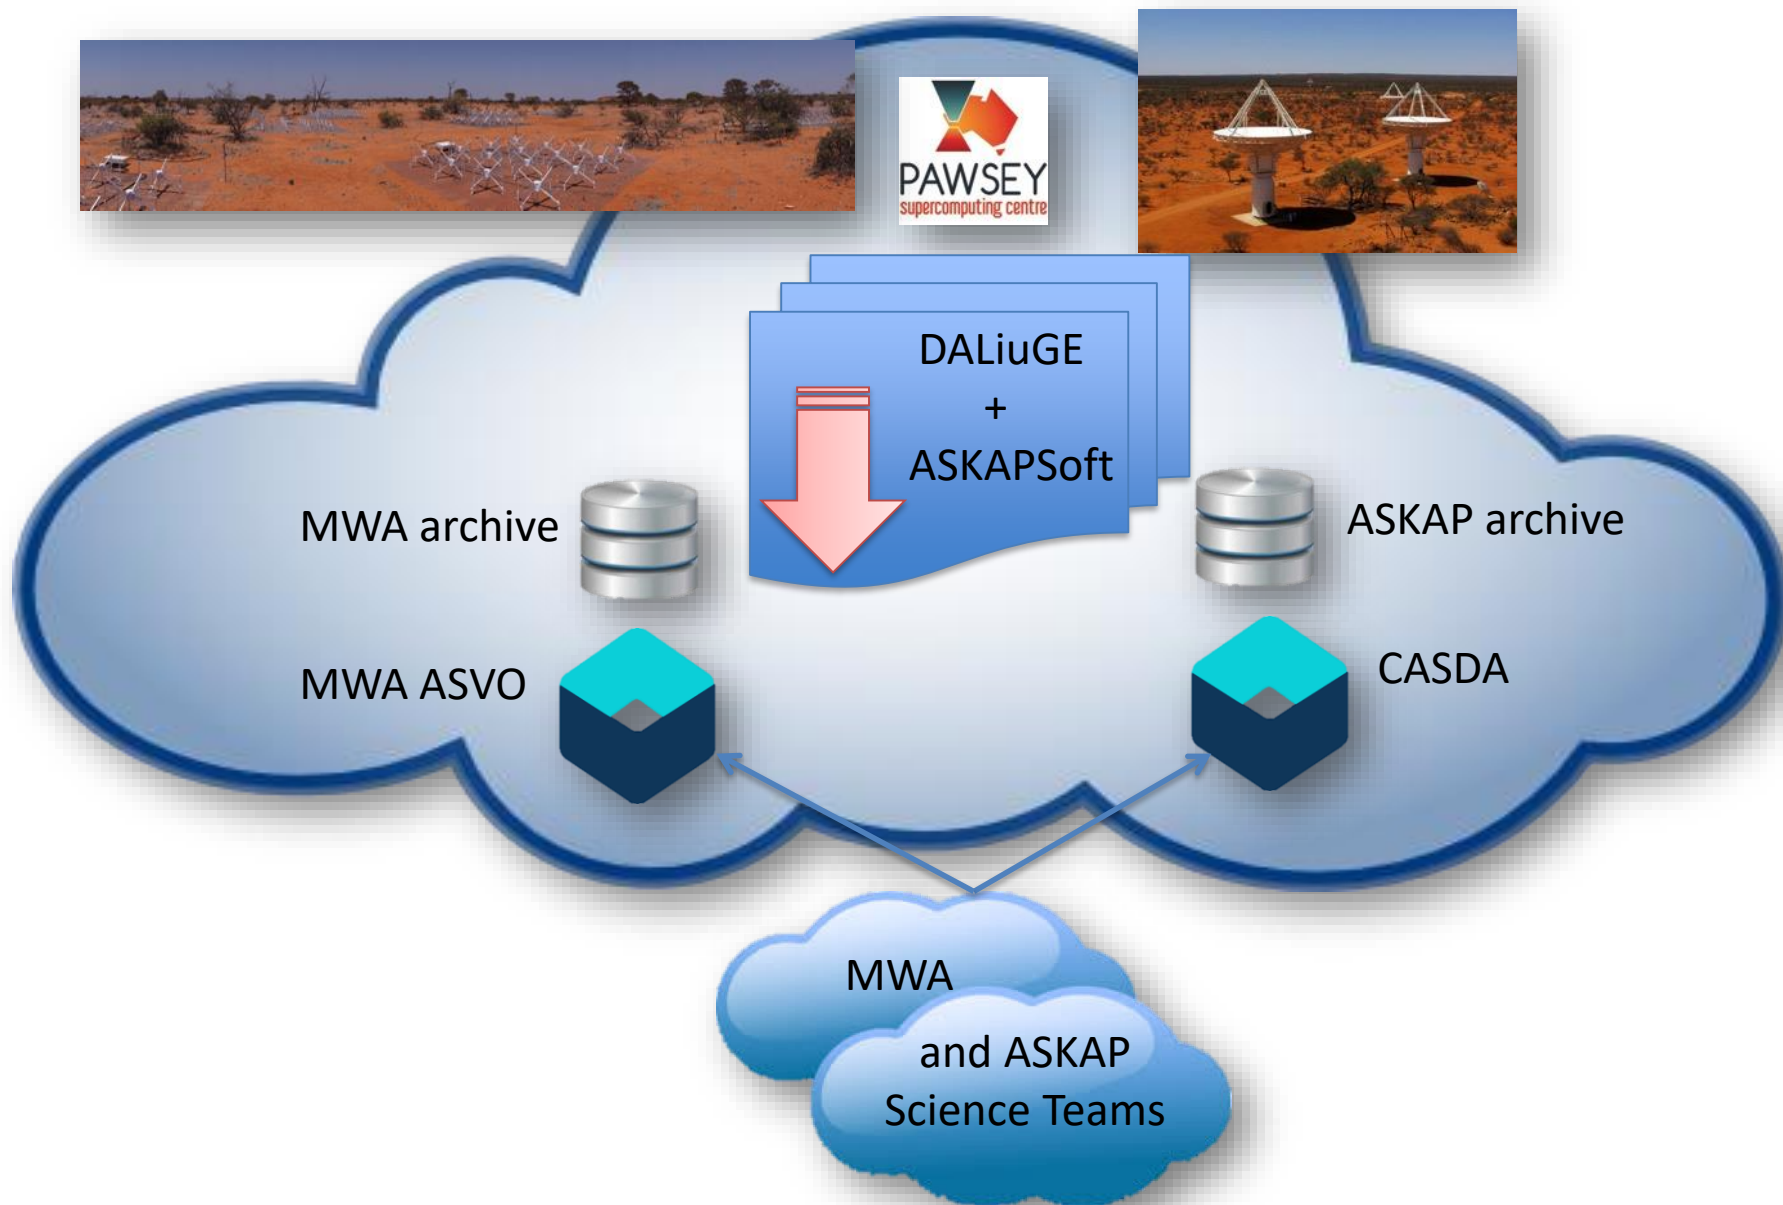 PAWSEY
supercomputing centre
DALiuGE
+
ASKAPSoft
MWA archive
ASKAP archive
MWA ASVO
CASDA
MWA
and ASKAP
Science Teams